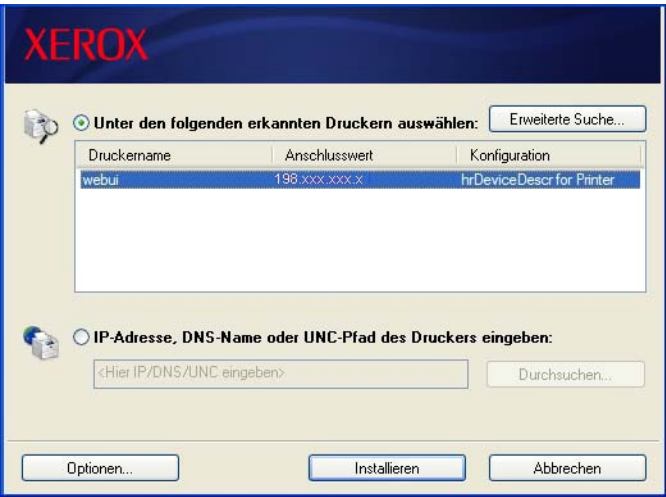 XEROX
Unter den folgenden erkannten Druckern auswählen: Erweiterte Suche...
Druckername Anschlusswert Konfiguration
webui 198.xxx.xxx.x hrDeviceDescr for Printer
IP-Adresse, DNS-Name oder UNC-Pfad des Druckers eingeben:
<Hier IP/DNS/UNC eingeben> Durchsuchen...
Optionen... Installieren Abbrechen